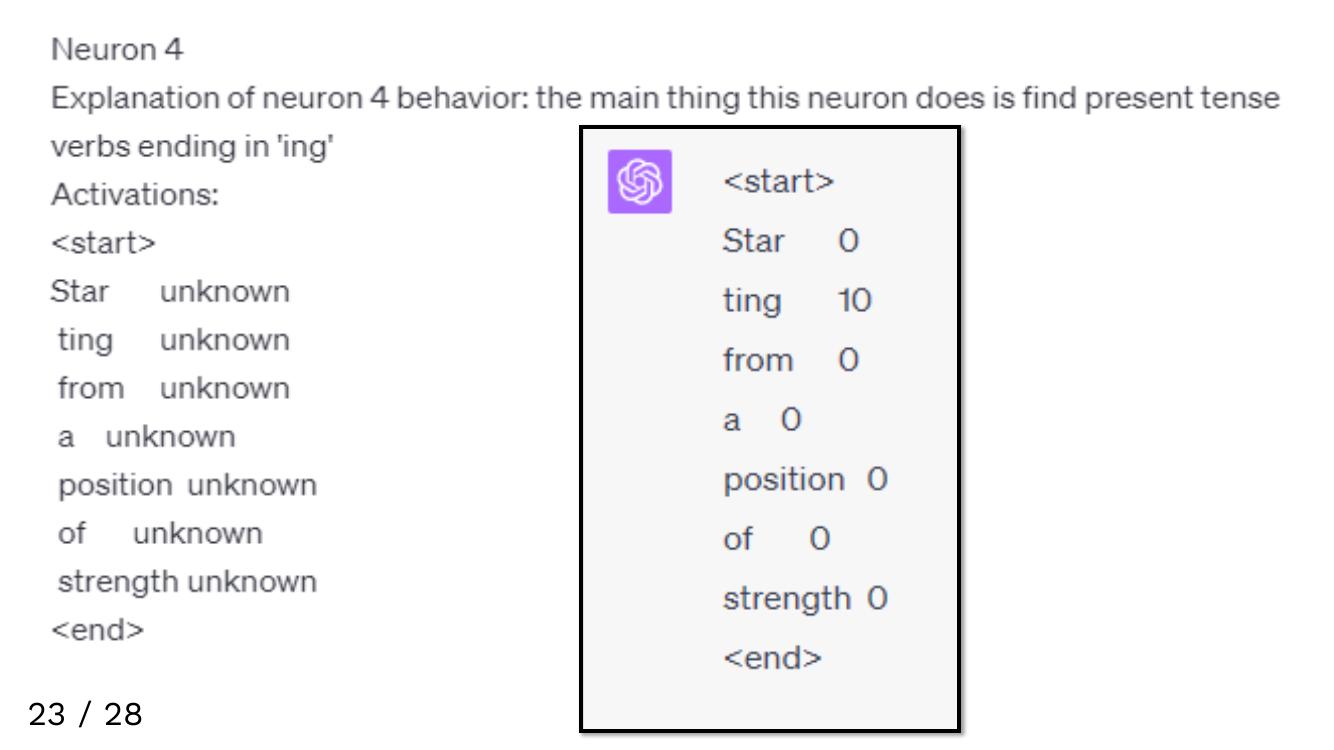 Neuron 4
Explanation of neuron 4 behavior: the main thing this neuron does is find present tense
verbs ending in 'ing'
Activations:
<start>
Star unknown
ting unknown
from unknown
a unknown
position unknown
of unknown
strength unknown
<end>
<start>
Star 0
ting 10
from 0
a 0
position 0
of 0
strength 0
<end>
23 / 28